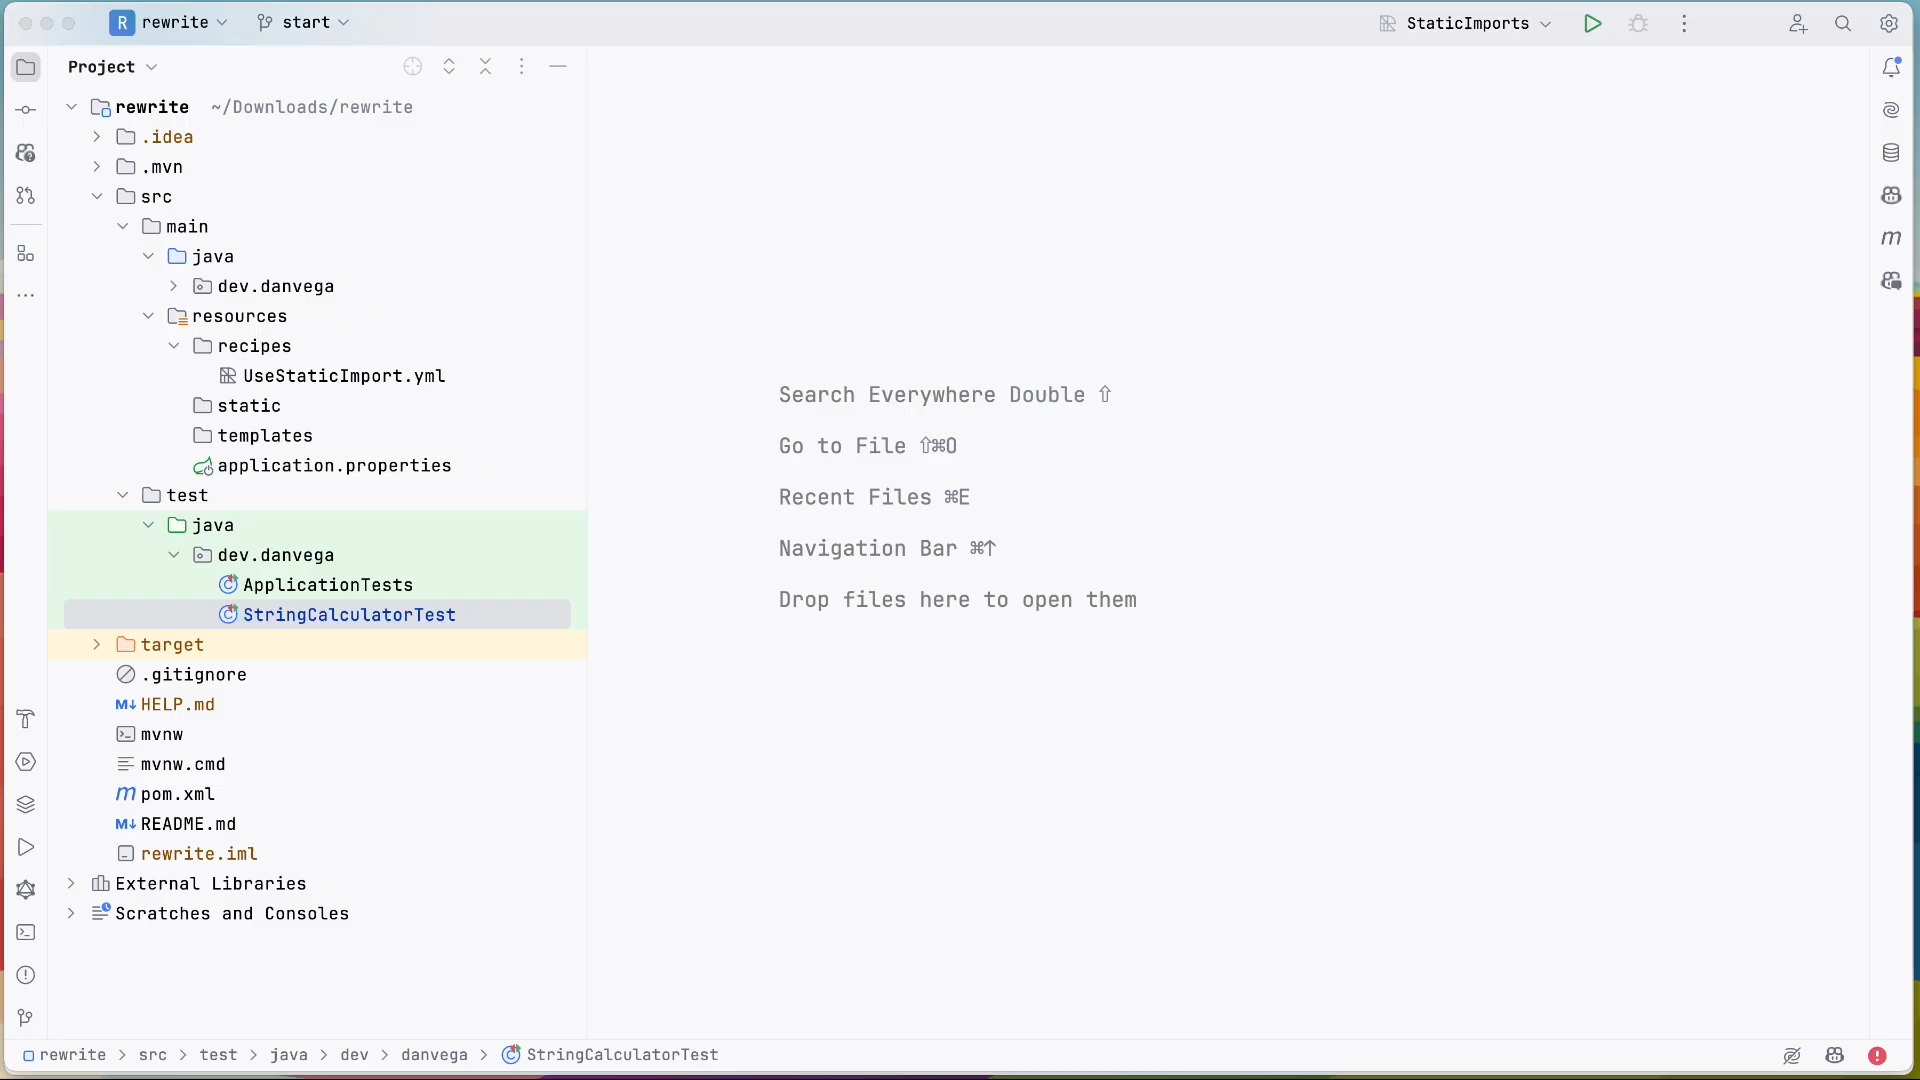 R rewrite start StaticImports
Project
rewrite ~/Downloads/rewrite
.idea
.mvn
src
main
java
dev.danvega
resources
recipes
UseStaticImport.yml
static
templates
application.properties
test
java
dev.danvega
ApplicationTests
StringCalculatorTest
target
.gitignore
M↓ HELP.md
mvnw
mvnw.cmd
m pom.xml
M↓ README.md
rewrite.iml
External Libraries
Scratches and Consoles
Search Everywhere Double ⇧
Go to File ⇧⌘O
Recent Files ⌘E
Navigation Bar ⌘↑
Drop files here to open them
m
rewrite > src > test > java > dev > danvega > StringCalculatorTest